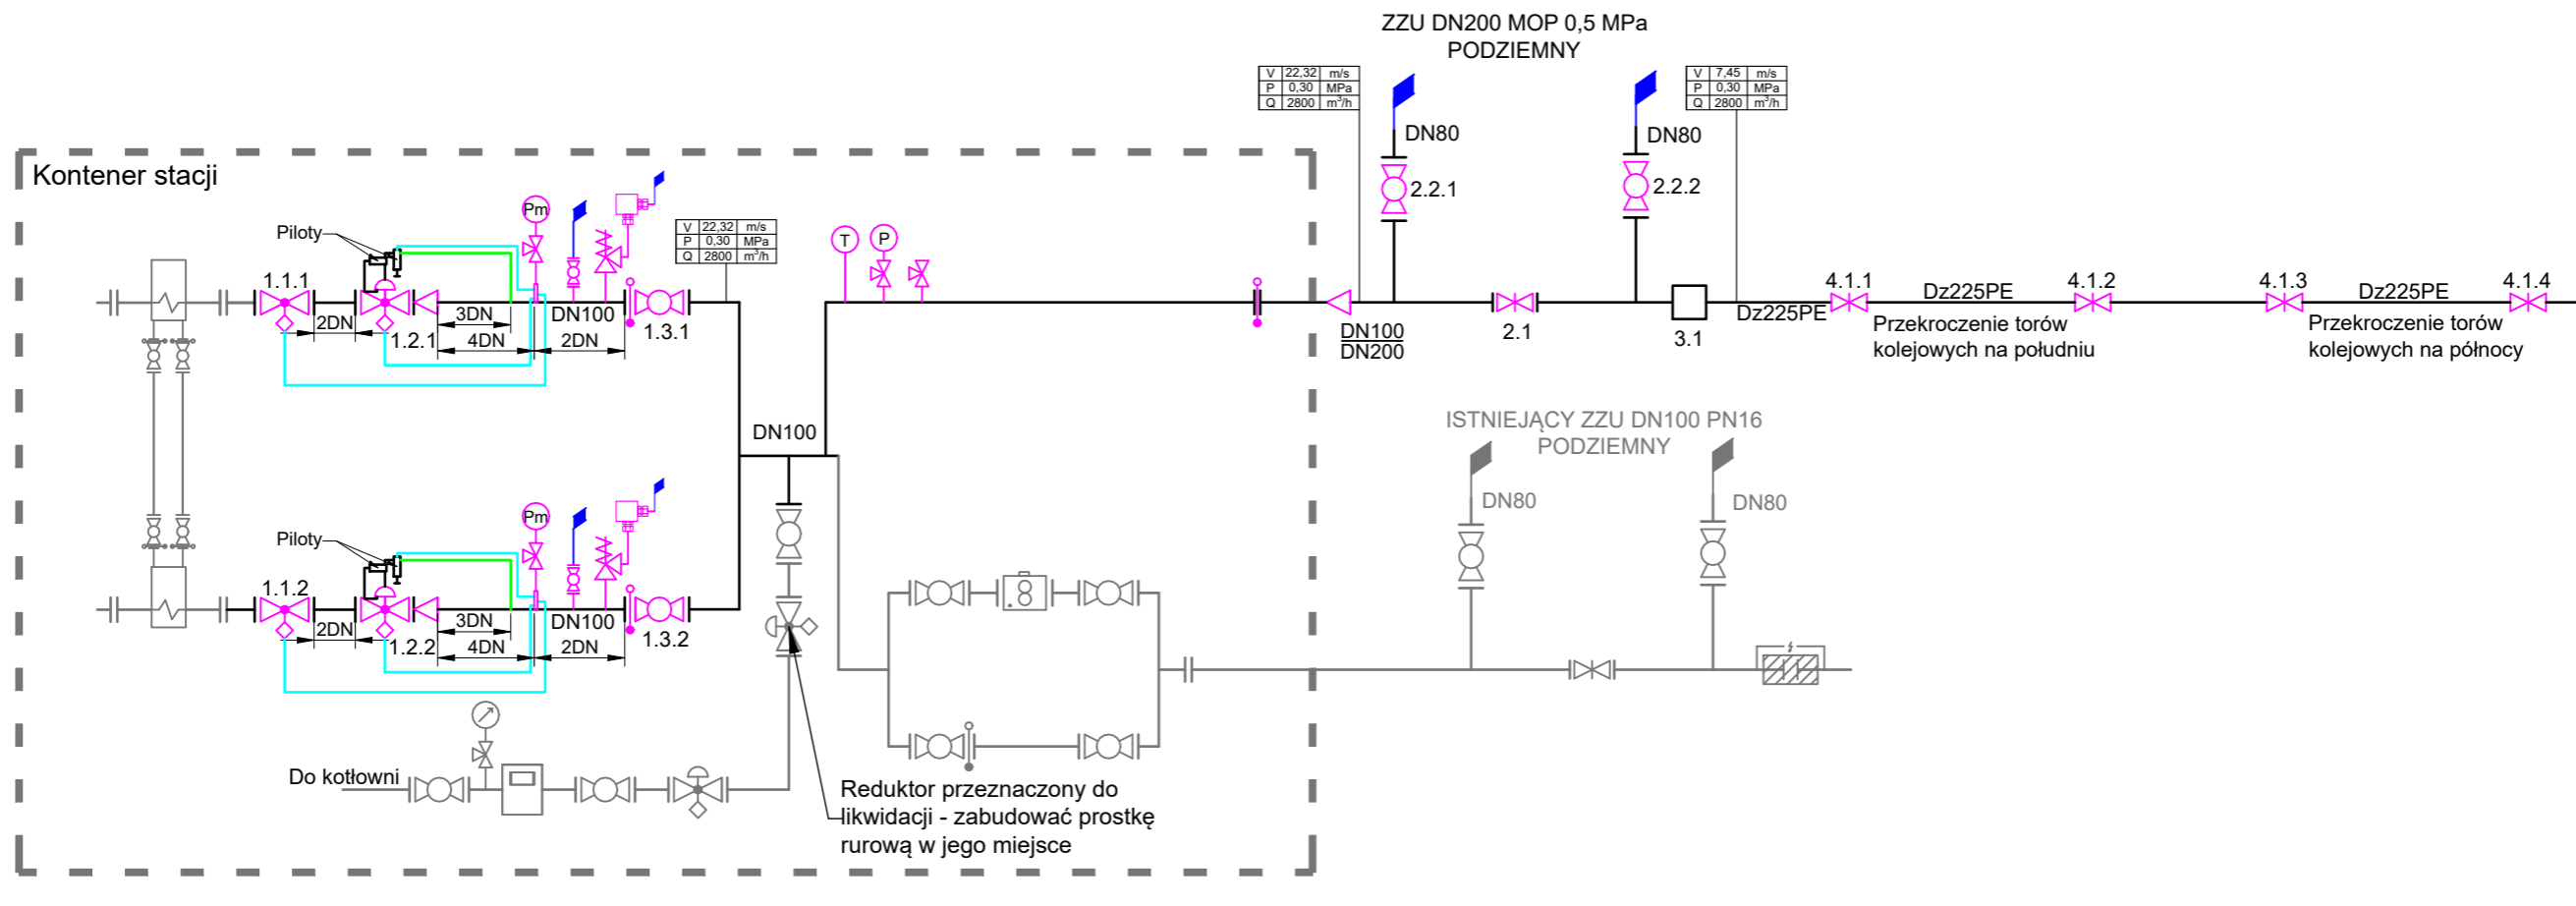 ZZU DN200 MOP 0,5 MPa
PODZIEMNY
V 22,32 m/s
P 0,30 MPa
Q 2800 m³/h
V 7,45 m/s
P 0,30 MPa
Q 2800 m³/h
DN80
DN80
2.2.1
2.2.2
Kontener stacji
Piloty
Pm
V 22,32 m/s
P 0,30 MPa
Q 2800 m³/h
T
P
1.1.1
2DN
1.2.1
3DN
4DN
DN100
2DN
1.3.1
DN100
DN200
2.1
3.1
Dz225PE
4.1.1
Dz225PE
4.1.2
Przekroczenie torów
kolejowych na południu
4.1.3
Dz225PE
4.1.4
Przekroczenie torów
kolejowych na północy
DN100
ISTNIEJĄCY ZZU DN100 PN16
PODZIEMNY
DN80
DN80
Piloty
Pm
1.1.2
2DN
1.2.2
3DN
4DN
DN100
2DN
1.3.2
Do kotłowni
Reduktor przeznaczony do
likwidacji - zabudować prostkę
rurową w jego miejsce